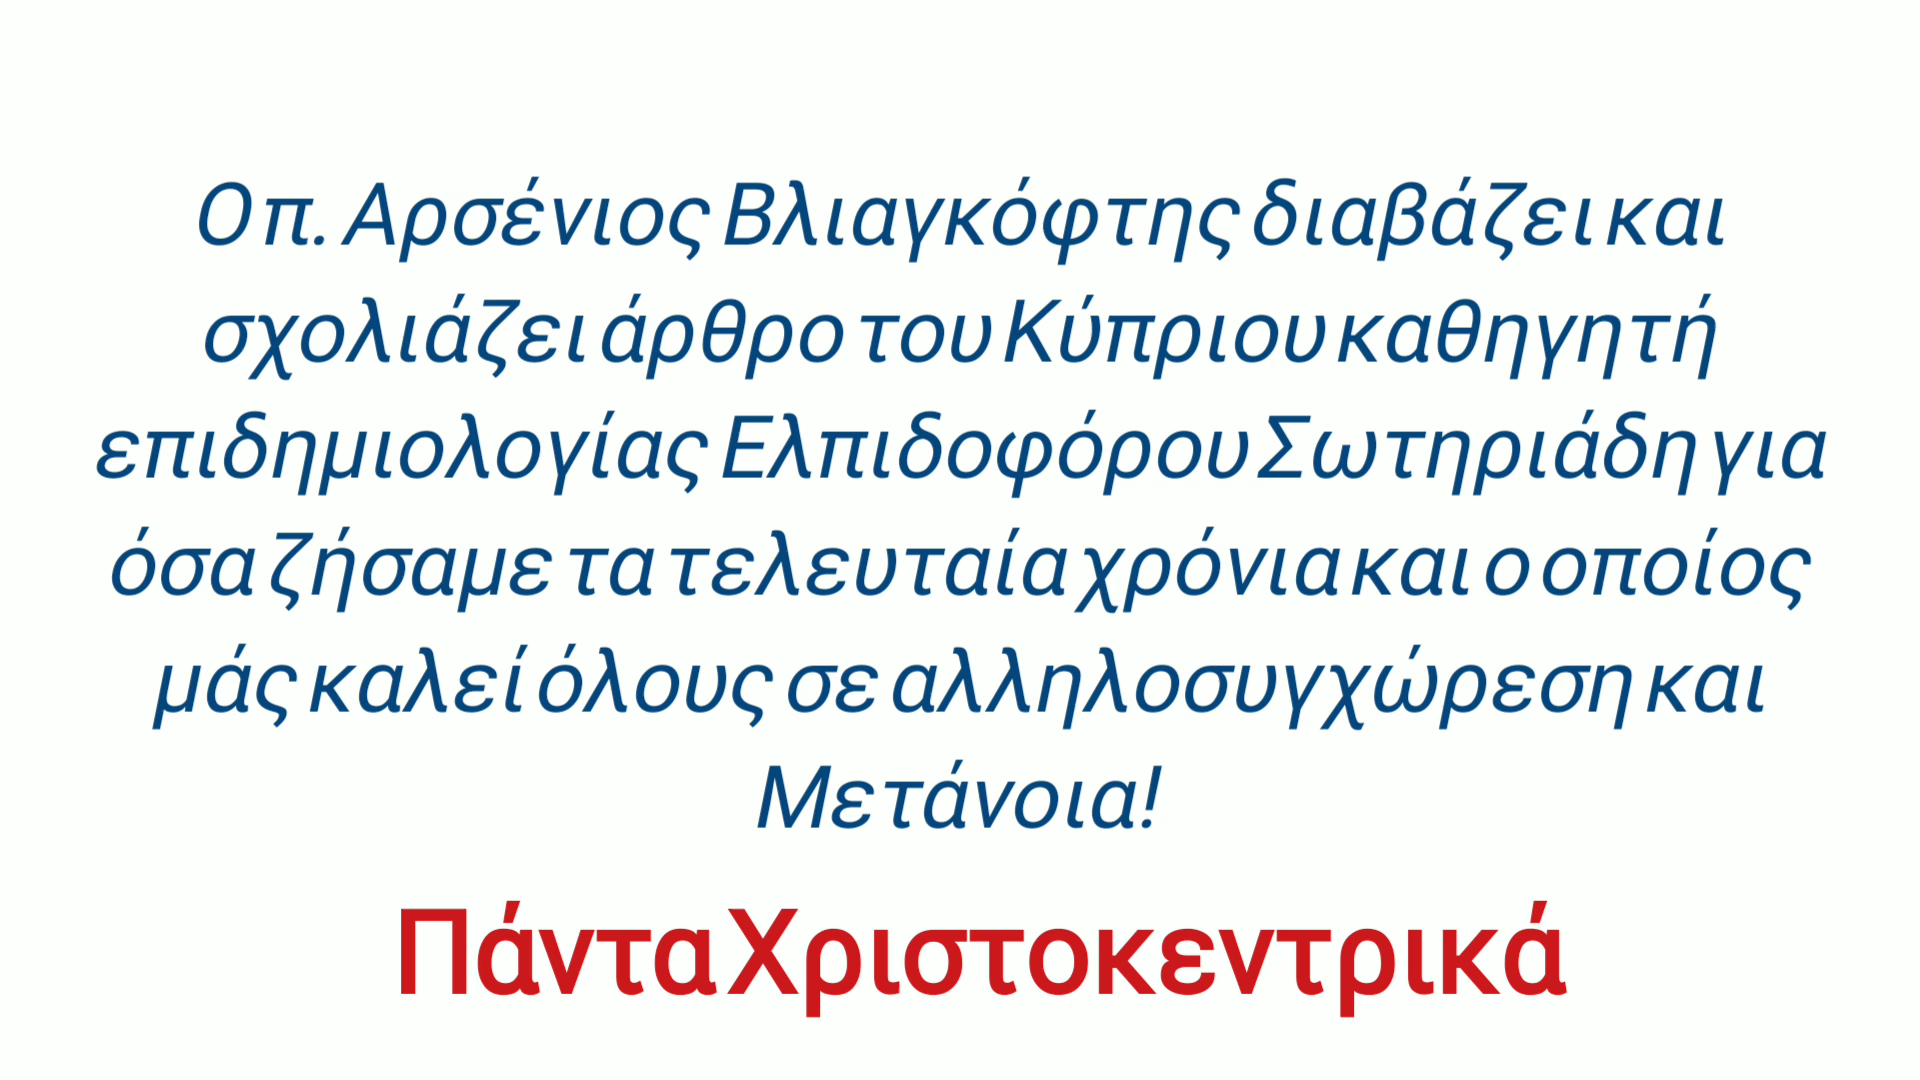 Ο π. Αρσένιος Βλιαγκόφτης διαβάζει και
σχολιάζει άρθρο του Κύπριου καθηγητή
επιδημιολογίας Ελπιδοφόρου Σωτηριάδη για
όσα ζήσαμε τα τελευταία χρόνια και ο οποίος
μάς καλεί όλους σε αλληλοσυγχώρεση και
Μετάνοια!
Πάντα Χριστοκεντρικά